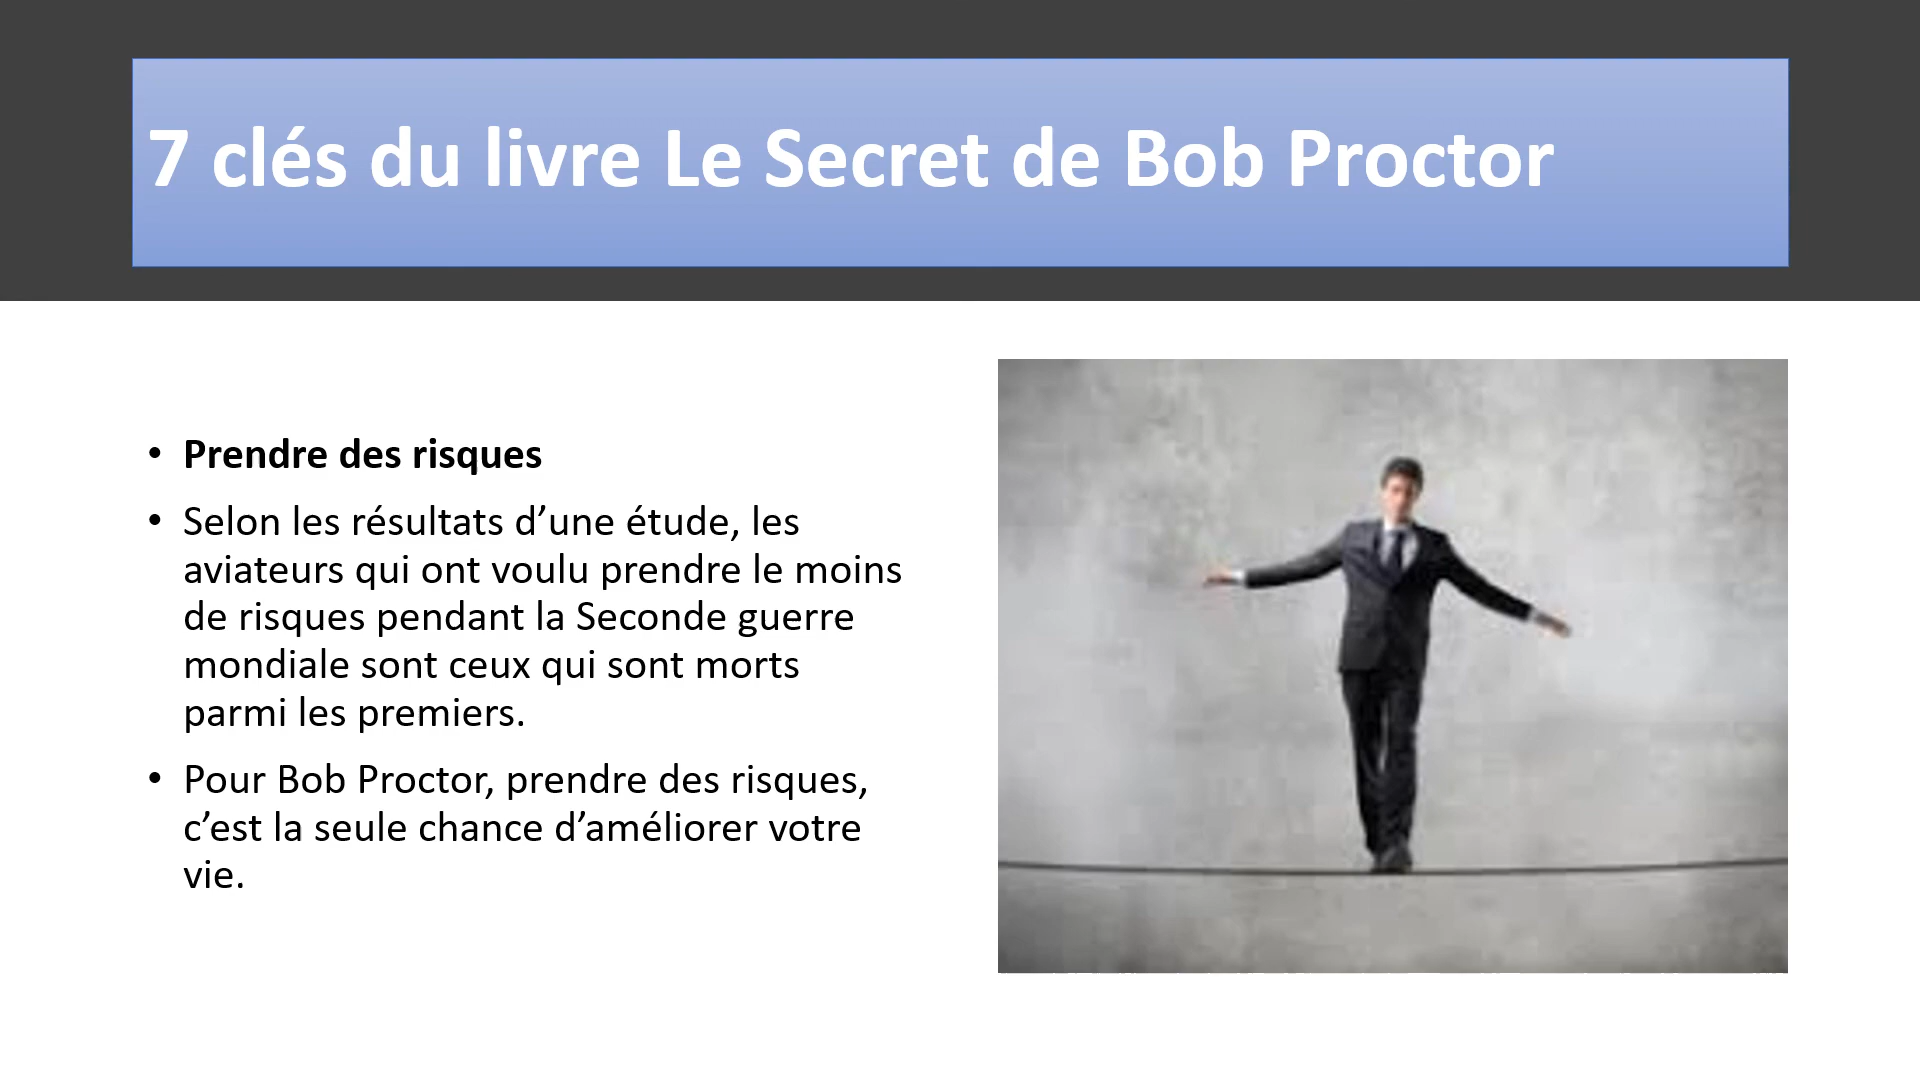 7 clés du livre Le Secret de Bob Proctor
• Prendre des risques
• Selon les résultats d’une étude, les
aviateurs qui ont voulu prendre le moins
de risques pendant la Seconde guerre
mondiale sont ceux qui sont morts
parmi les premiers.
• Pour Bob Proctor, prendre des risques,
c’est la seule chance d’améliorer votre
vie.